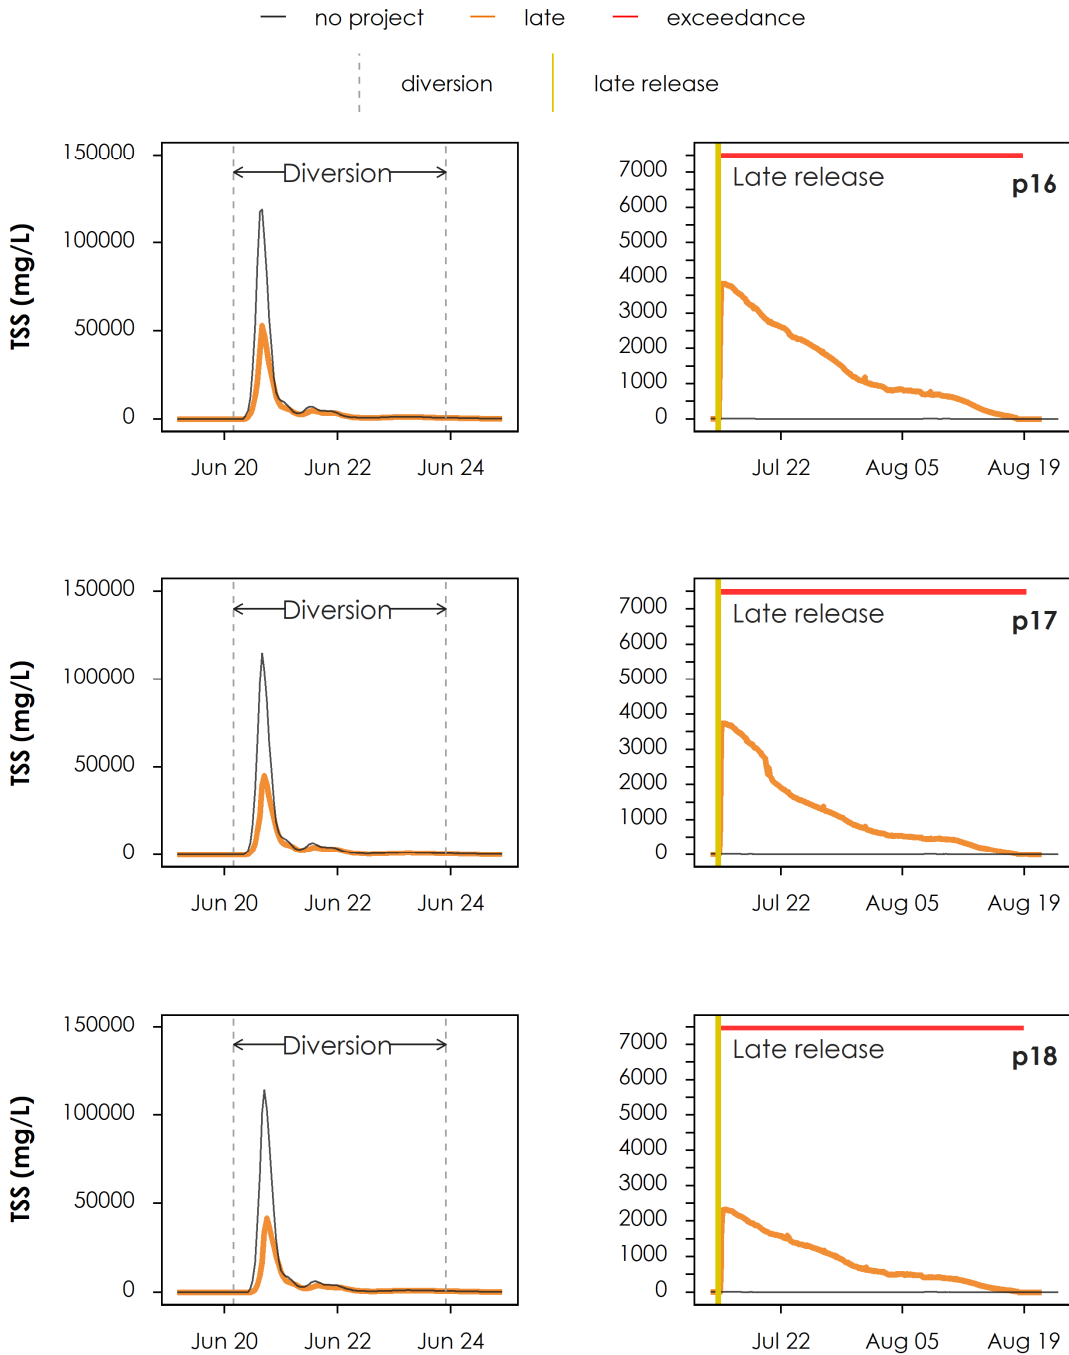 no project late exceedance
diversion late release
TSS (mg/L)
150000
100000
50000
0
Diversion
Jun 20 Jun 22 Jun 24
7000
6000
5000
4000
3000
2000
1000
0
Late release
p16
Jul 22 Aug 05 Aug 19
TSS (mg/L)
150000
100000
50000
0
Diversion
Jun 20 Jun 22 Jun 24
7000
6000
5000
4000
3000
2000
1000
0
Late release
p17
Jul 22 Aug 05 Aug 19
TSS (mg/L)
150000
100000
50000
0
Diversion
Jun 20 Jun 22 Jun 24
7000
6000
5000
4000
3000
2000
1000
0
Late release
p18
Jul 22 Aug 05 Aug 19